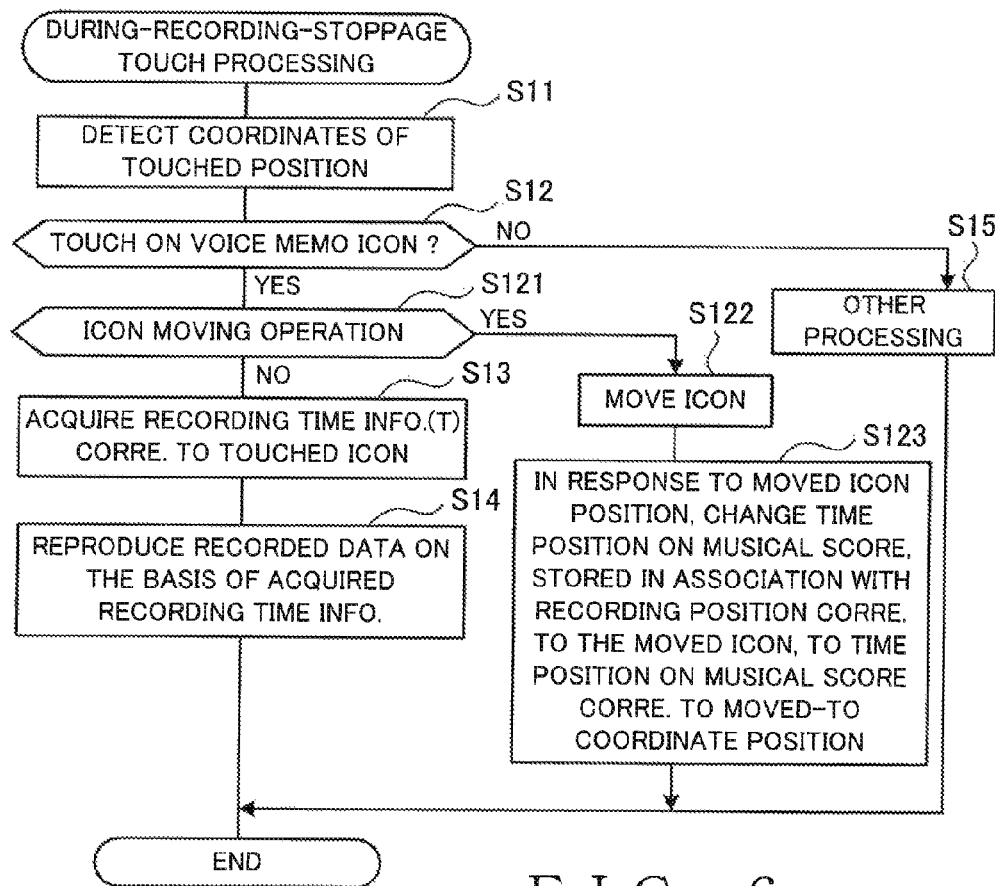 DURING-RECORDING-STOPPAGE
TOUCH PROCESSING
S11
DETECT COORDINATES OF
TOUCHED POSITION
S12
TOUCH ON VOICE MEMO ICON ?
NO
S15
OTHER
PROCESSING
YES
S121
ICON MOVING OPERATION
YES
S122
MOVE ICON
NO
S13
ACQUIRE RECORDING TIME INFO.(T)
CORRE. TO TOUCHED ICON
S123
IN RESPONSE TO MOVED ICON
POSITION, CHANGE TIME
POSITION ON MUSICAL SCORE,
STORED IN ASSOCIATION WITH
RECORDING POSITION CORRE.
TO THE MOVED ICON, TO TIME
POSITION ON MUSICAL SCORE
CORRE. TO MOVED-TO
COORDINATE POSITION
S14
REPRODUCE RECORDED DATA ON
THE BASIS OF ACQUIRED
RECORDING TIME INFO.
END